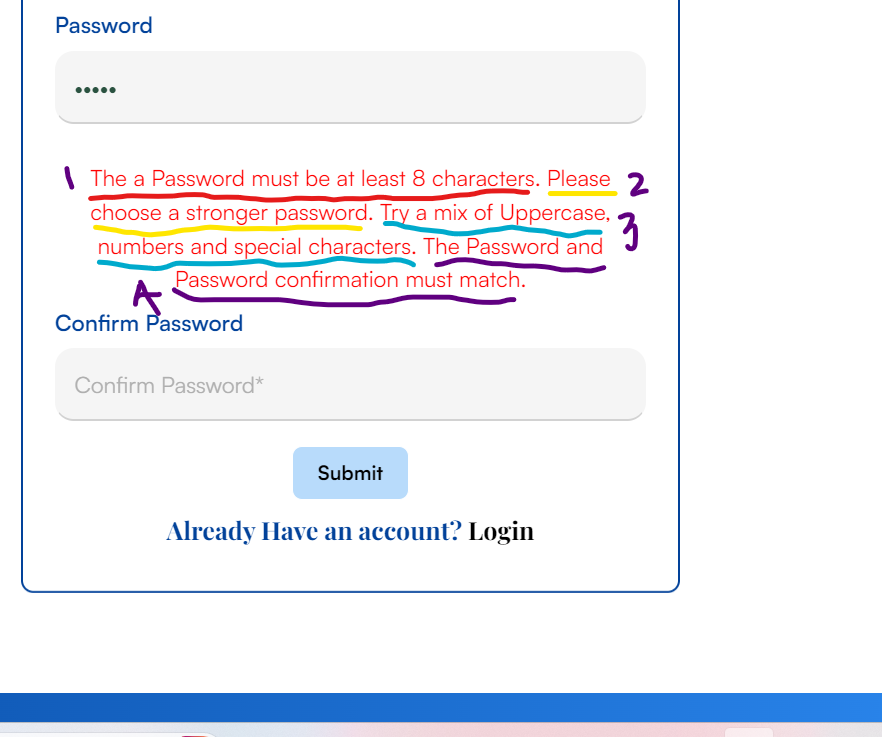 Password
•••••
1 The a Password must be at least 8 characters. Please 2
choose a stronger password. Try a mix of Uppercase, 3
numbers and special characters. The Password and
Password confirmation must match.
Confirm Password
Confirm Password*
Submit
Already Have an account? Login